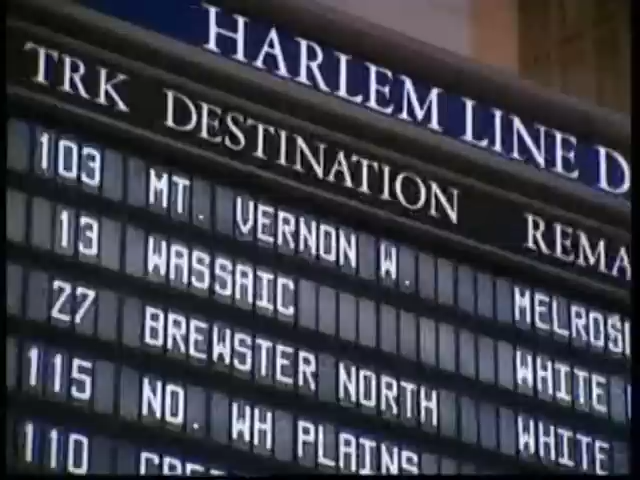 HARLEM LINE D
TRK DESTINATION REMA
103 MT. VERNON W. MELROS
13 WASSAIC WHITE
27 BREWSTER NORTH WHITE
115 NO. WH PLAINS
110